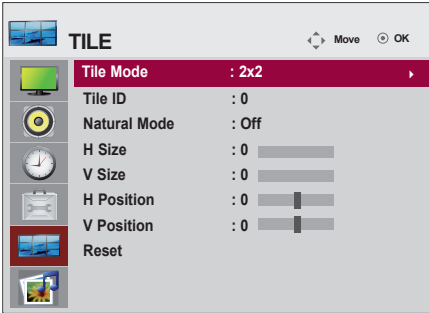 TILE
Move
OK
Tile Mode : 2x2
Tile ID : 0
Natural Mode : Off
H Size : 0
V Size : 0
H Position : 0
V Position : 0
Reset